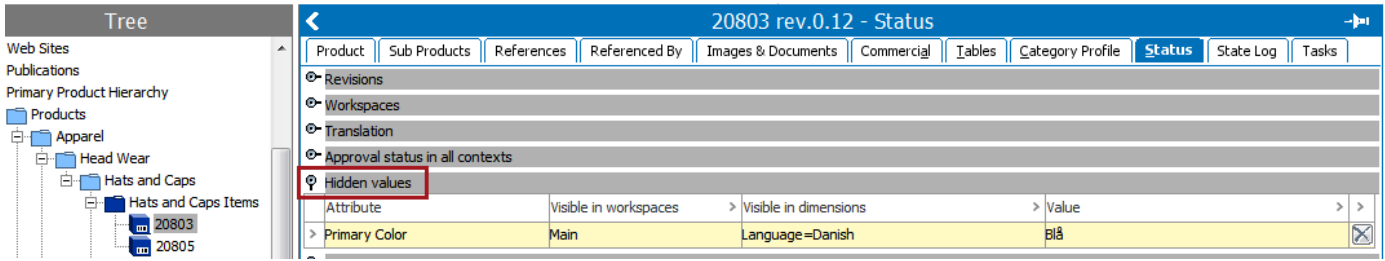 Tree
Web Sites
Publications
Primary Product Hierarchy
Products
Apparel
Head Wear
Hats and Caps
Hats and Caps Items
20803
20805
20803 rev.0.12 - Status
Product Sub Products References Referenced By Images & Documents Commercial Tables Category Profile Status State Log Tasks
Revisions
Workspaces
Translation
Approval status in all contexts
Hidden values
Attribute Visible in workspaces > Visible in dimensions > Value > >
> Primary Color Main Language=Danish Blå